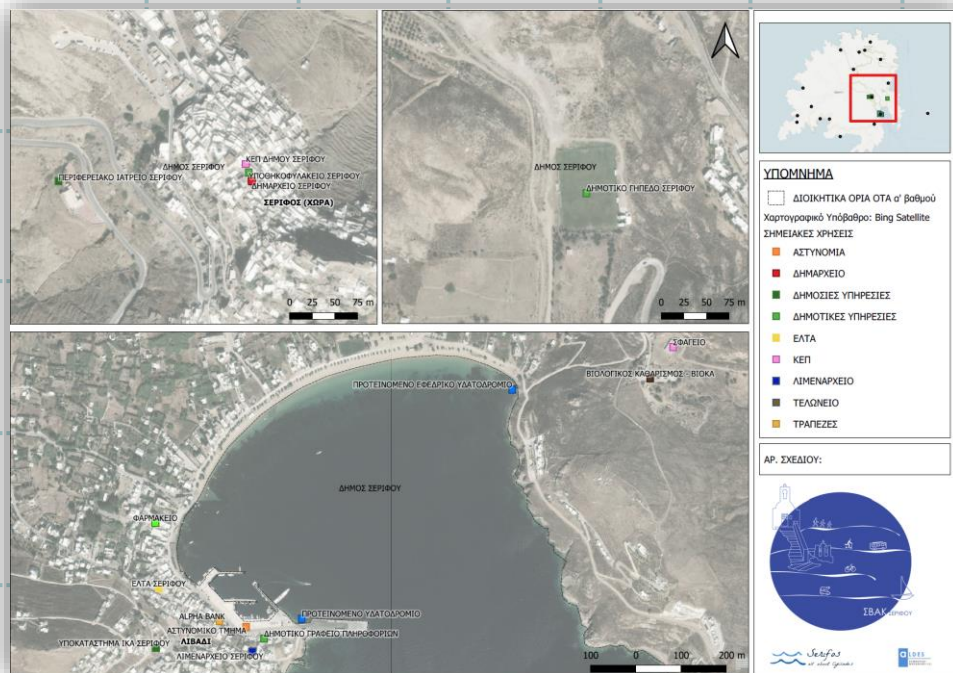 ΔΗΜΟΣ ΣΕΡΙΦΟΥ
ΚΕΠ ΔΗΜΟΥ ΣΕΡΙΦΟΥ
ΠΕΡΙΦΕΡΕΙΑΚΟ ΙΑΤΡΕΙΟ ΣΕΡΙΦΟΥ
ΥΠΟΘΗΚΟΦΥΛΑΚΕΙΟ ΣΕΡΙΦΟΥ
ΔΗΜΑΡΧΕΙΟ ΣΕΡΙΦΟΥ
ΣΕΡΙΦΟΣ (ΧΩΡΑ)
0 25 50 75 m
ΔΗΜΟΣ ΣΕΡΙΦΟΥ
ΔΗΜΟΤΙΚΟ ΓΗΠΕΔΟ ΣΕΡΙΦΟΥ
0 25 50 75 m
ΣΦΑΓΕΙΟ
ΒΙΟΛΟΓΙΚΟΣ ΚΑΘΑΡΙΣΜΟΣ - ΒΙΟΚΑ
ΠΡΟΤΕΙΝΟΜΕΝΟ ΕΦΕΔΡΙΚΟ ΥΔΑΤΟΔΡΟΜΙΟ
ΔΗΜΟΣ ΣΕΡΙΦΟΥ
ΦΑΡΜΑΚΕΙΟ
ΕΛΤΑ ΣΕΡΙΦΟΥ
ALPHA BANK
ΠΡΟΤΕΙΝΟΜΕΝΟ ΥΔΑΤΟΔΡΟΜΙΟ
ΑΣΤΥΝΟΜΙΚΟ ΤΜΗΜΑ
ΔΗΜΟΤΙΚΟ ΓΡΑΦΕΙΟ ΠΛΗΡΟΦΟΡΙΩΝ
ΥΠΟΚΑΤΑΣΤΗΜΑ ΙΚΑ ΣΕΡΙΦΟΥ
ΛΙΒΑΔΙ
ΛΙΜΕΝΑΡΧΕΙΟ ΣΕΡΙΦΟΥ
100 0 100 200 m
ΥΠΟΜΝΗΜΑ
ΔΙΟΙΚΗΤΙΚΑ ΟΡΙΑ ΟΤΑ α' βαθμού
Χαρτογραφικό Υπόβαθρο: Bing Satellite
ΣΗΜΕΙΑΚΕΣ ΧΡΗΣΕΙΣ
ΑΣΤΥΝΟΜΙΑ
ΔΗΜΑΡΧΕΙΟ
ΔΗΜΟΣΙΕΣ ΥΠΗΡΕΣΙΕΣ
ΔΗΜΟΤΙΚΕΣ ΥΠΗΡΕΣΙΕΣ
ΕΛΤΑ
ΚΕΠ
ΛΙΜΕΝΑΡΧΕΙΟ
ΤΕΛΩΝΕΙΟ
ΤΡΑΠΕΖΕΣ
ΑΡ. ΣΧΕΔΙΟΥ:
ΣΒΑΚ ΣΕΡΙΦΟΥ
Serifos